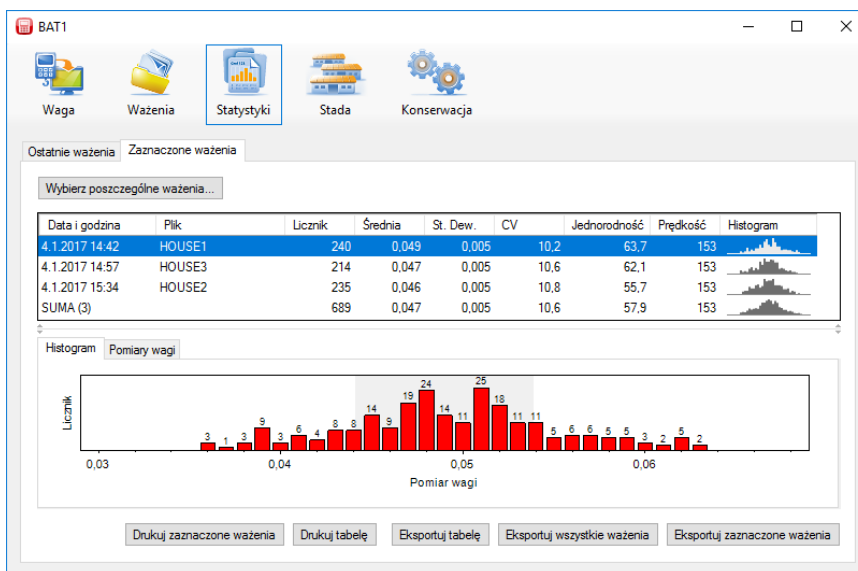 BAT1
Waga Ważenia Statystyki Stada Konserwacja
Ostatnie ważenia Zaznaczone ważenia
Wybierz poszczególne ważenia...
Data i godzina Plik Licznik Średnia St. Dew. CV Jednorodność Prędkość Histogram
4.1.2017 14:42 HOUSE1 240 0,049 0,005 10,2 63,7 153
4.1.2017 14:57 HOUSE3 214 0,047 0,005 10,6 62,1 153
4.1.2017 15:34 HOUSE2 235 0,046 0,005 10,8 55,7 153
SUMA (3) 689 0,047 0,005 10,6 57,9 153
Histogram Pomiary wagi
Licznik
3 1 3 9 3 6 4 8 8 14 9 19 24 14 11 25 18 11 11 5 6 6 5 5 3 2 5 2
0,03 0,04 0,05 0,06
Pomiar wagi
Drukuj zaznaczone ważenia Drukuj tabelę Eksportuj tabelę Eksportuj wszystkie ważenia Eksportuj zaznaczone ważenia